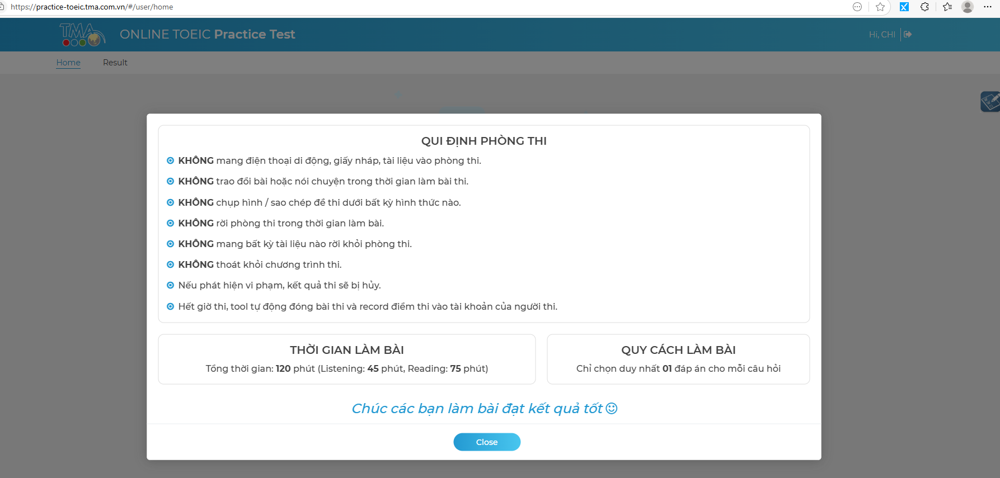 https://practice-toeic.tma.com.vn/#/user/home
TMA
ONLINE TOEIC Practice Test
Hi, CHI
Home
Result
QUI ĐỊNH PHÒNG THI
KHÔNG mang điện thoại di động, giấy nháp, tài liệu vào phòng thi.
KHÔNG trao đổi bài hoặc nói chuyện trong thời gian làm bài thi.
KHÔNG chụp hình / sao chép đề thi dưới bất kỳ hình thức nào.
KHÔNG rời phòng thi trong thời gian làm bài.
KHÔNG mang bất kỳ tài liệu nào rời khỏi phòng thi.
KHÔNG thoát khỏi chương trình thi.
Nếu phát hiện vi phạm, kết quả thi sẽ bị hủy.
Hết giờ thi, tool tự động đóng bài thi và record điểm thi vào tài khoản của người thi.
THỜI GIAN LÀM BÀI
Tổng thời gian: 120 phút (Listening: 45 phút, Reading: 75 phút)
QUY CÁCH LÀM BÀI
Chỉ chọn duy nhất 01 đáp án cho mỗi câu hỏi
Chúc các bạn làm bài đạt kết quả tốt
Close